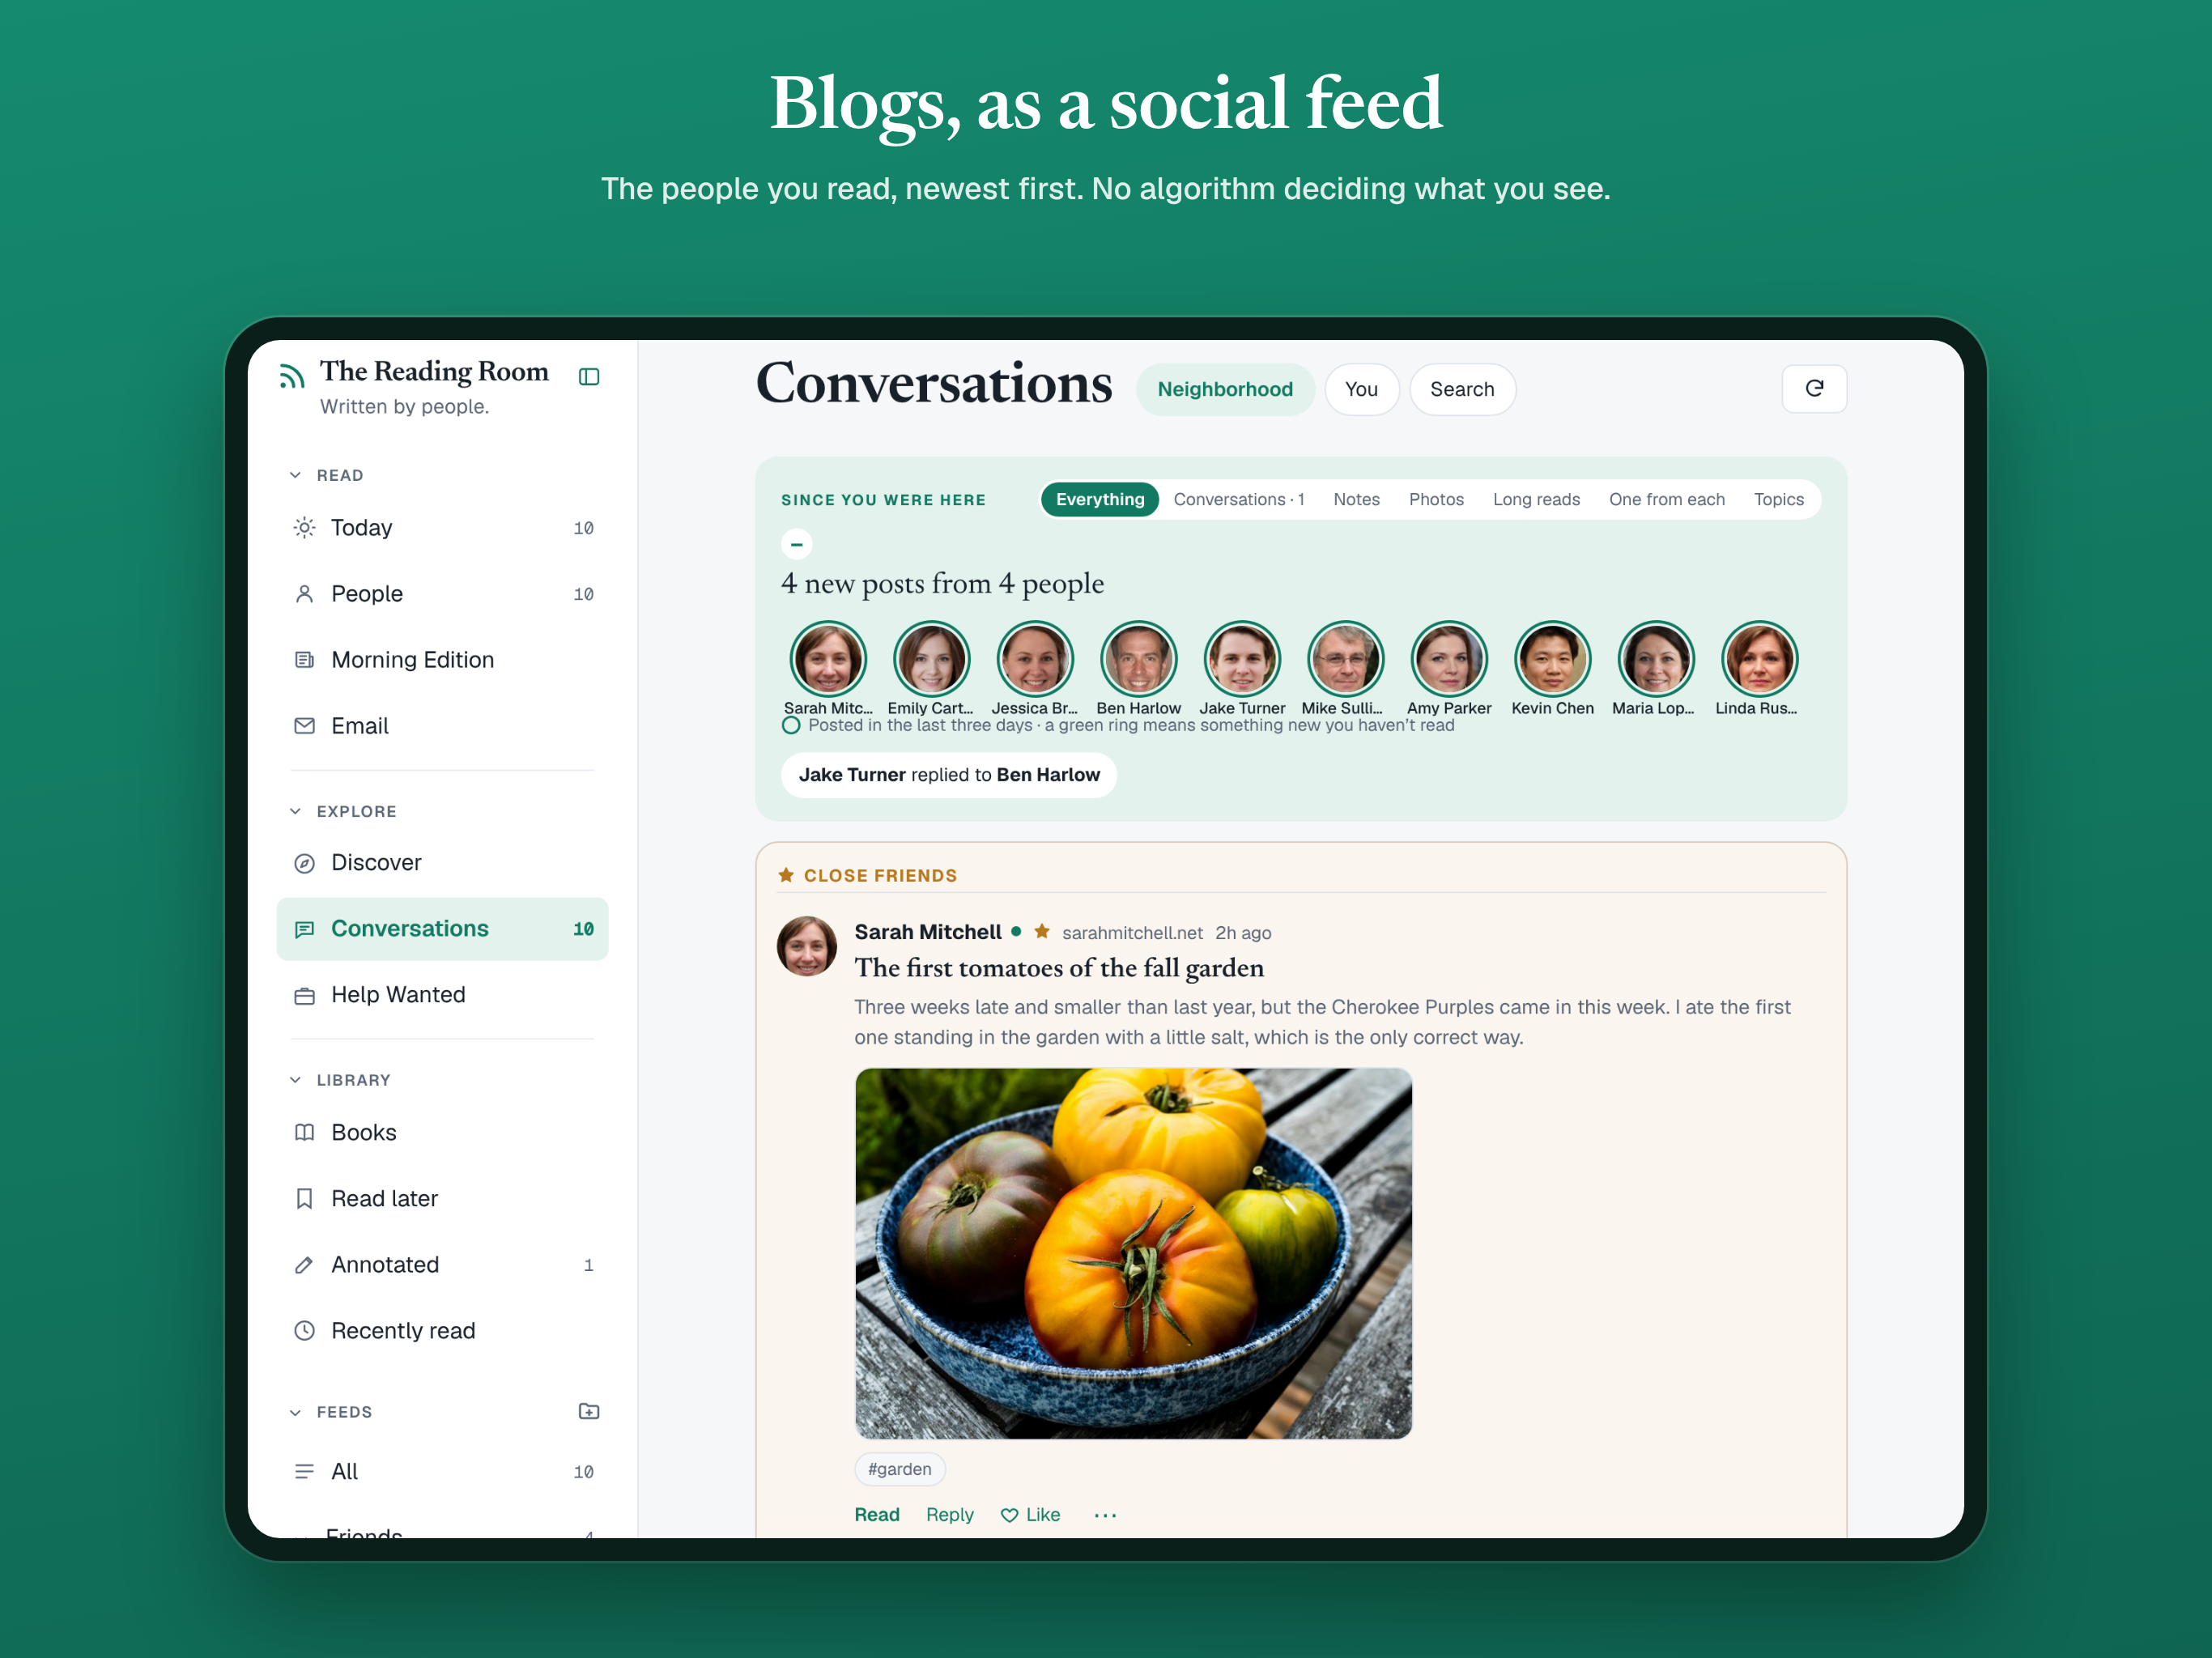 Blogs, as a social feed
The people you read, newest first. No algorithm deciding what you see.
The Reading Room
Written by people.
READ
Today 10
People 10
Morning Edition
Email
EXPLORE
Discover
Conversations 10
Help Wanted
LIBRARY
Books
Read later
Annotated 1
Recently read
FEEDS
All 10
Friends 4
Conversations Neighborhood You Search
SINCE YOU WERE HERE Everything Conversations · 1 Notes Photos Long reads One from each Topics
4 new posts from 4 people
Sarah Mitc... Emily Cart... Jessica Br... Ben Harlow Jake Turner Mike Sulli... Amy Parker Kevin Chen Maria Lop... Linda Rus...
Posted in the last three days · a green ring means something new you haven’t read
Jake Turner replied to Ben Harlow
CLOSE FRIENDS
Sarah Mitchell sarahmitchell.net 2h ago
The first tomatoes of the fall garden
Three weeks late and smaller than last year, but the Cherokee Purples came in this week. I ate the first
one standing in the garden with a little salt, which is the only correct way.
#garden
Read Reply Like ...